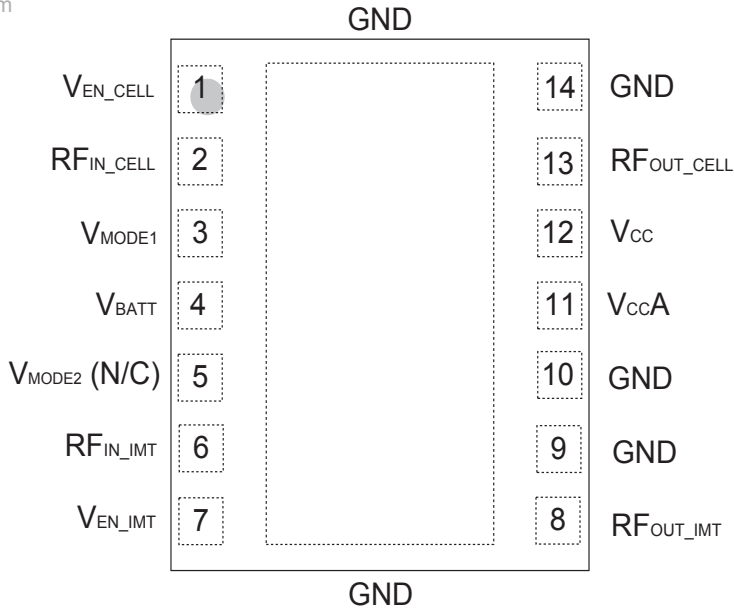 m
GND
VEN_CELL 1 14 GND
RFIN_CELL 2 13 RFOUT_CELL
VMODE1 3 12 VCC
VBATT 4 11 VCCA
VMODE2 (N/C) 5 10 GND
RFIN_IMT 6 9 GND
VEN_IMT 7 8 RFOUT_IMT
GND